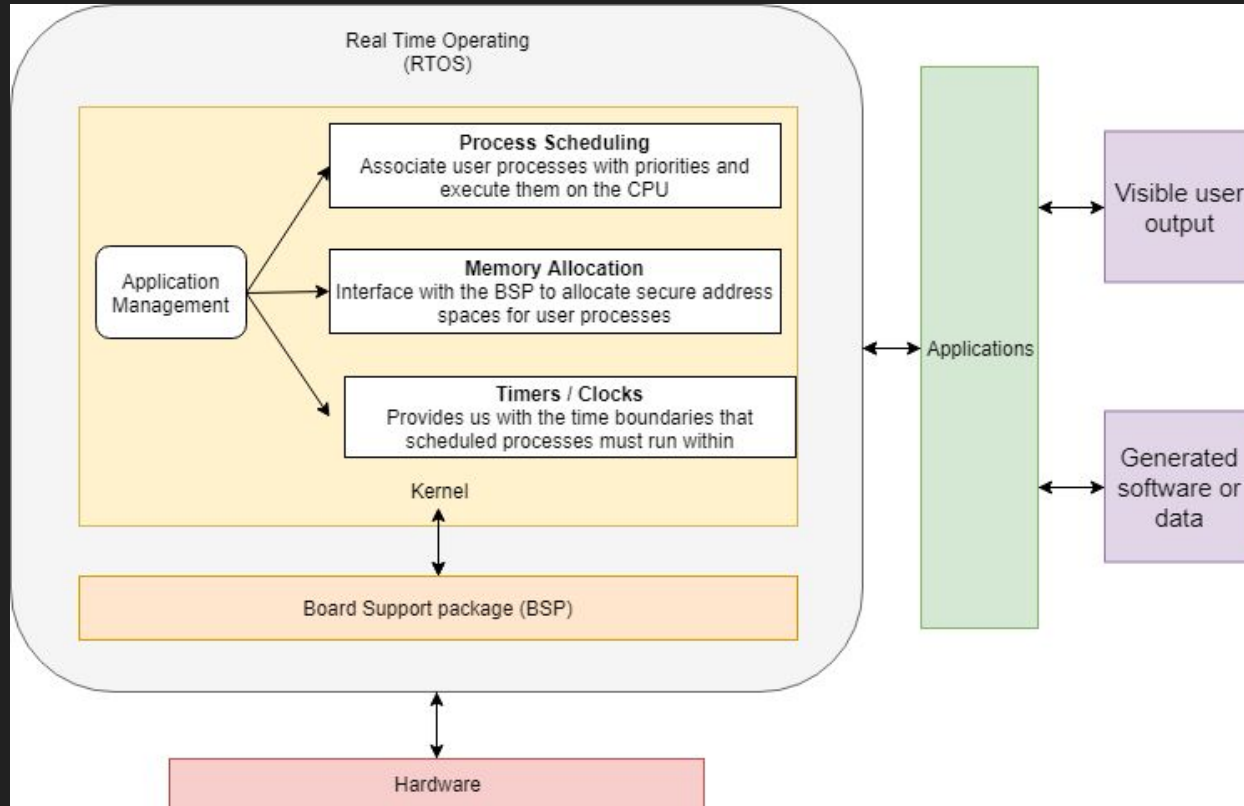 Real Time Operating
(RTOS)
Process Scheduling
Associate user processes with priorities and
execute them on the CPU
Application
Management
Memory Allocation
Interface with the BSP to allocate secure address
spaces for user processes
Timers / Clocks
Provides us with the time boundaries that
scheduled processes must run within
Kernel
Board Support package (BSP)
Hardware
Applications
Visible user
output
Generated
software or
data